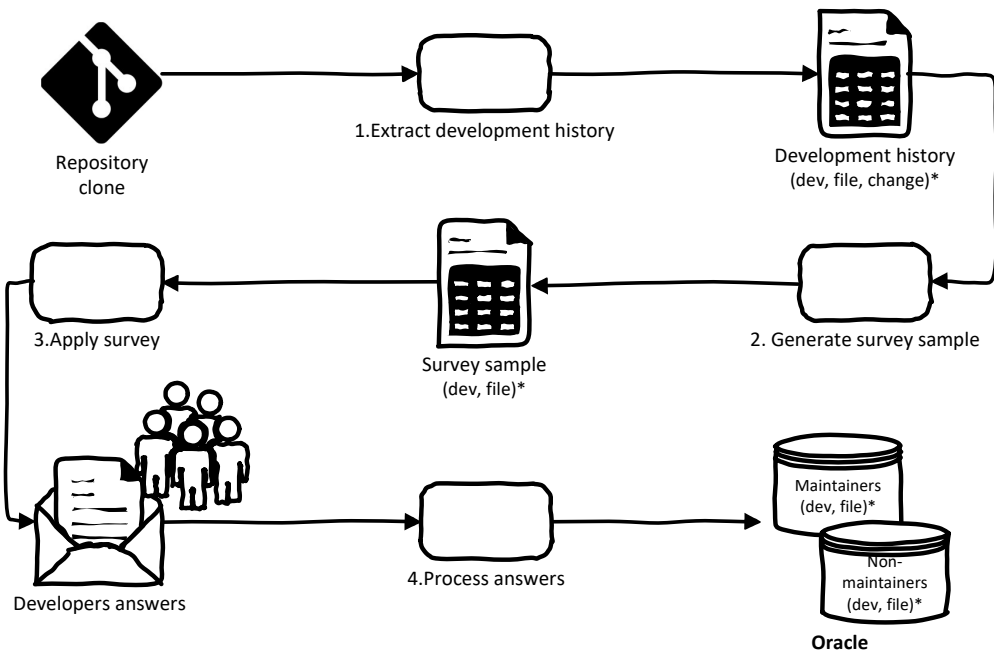 1.Extract development history
Repository
clone
Development history
(dev, file, change)*
3.Apply survey
2. Generate survey sample
Survey sample
(dev, file)*
Maintainers
(dev, file)*
Non-
maintainers
(dev, file)*
4.Process answers
Developers answers
Oracle